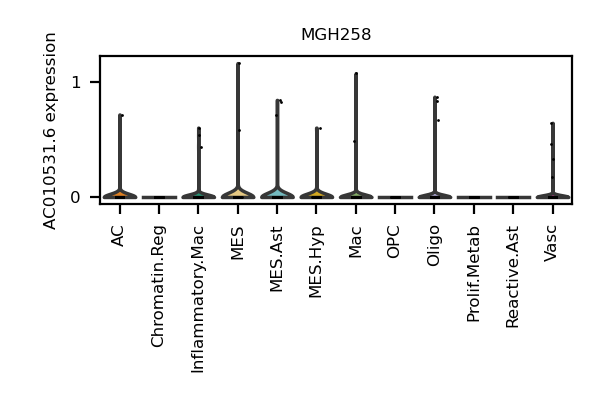 MGH258
AC010531.6 expression
1
0
AC
Chromatin.Reg
Inflammatory.Mac
MES
MES.Ast
MES.Hyp
Mac
OPC
Oligo
Prolif.Metab
Reactive.Ast
Vasc